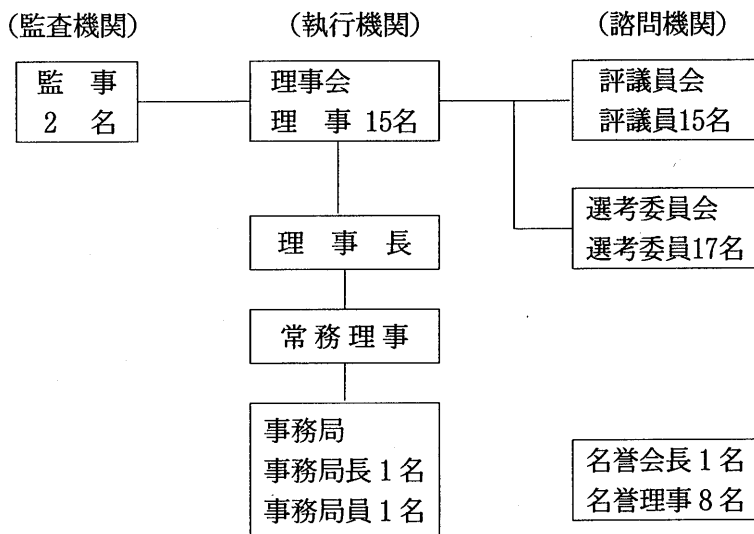 (監査機関)
(執行機関)
(諮問機関)
監 事
2 名
理事会
理 事 15名
評議員会
評議員15名
選考委員会
選考委員17名
理 事 長
常務理事
事務局
事務局長1名
事務局員1名
名誉会長1名
名誉理事8名